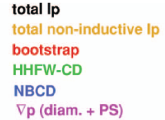 total Ip
total non-inductive Ip
bootstrap
HHFW-CD
NBCD
∇p (diam. + PS)